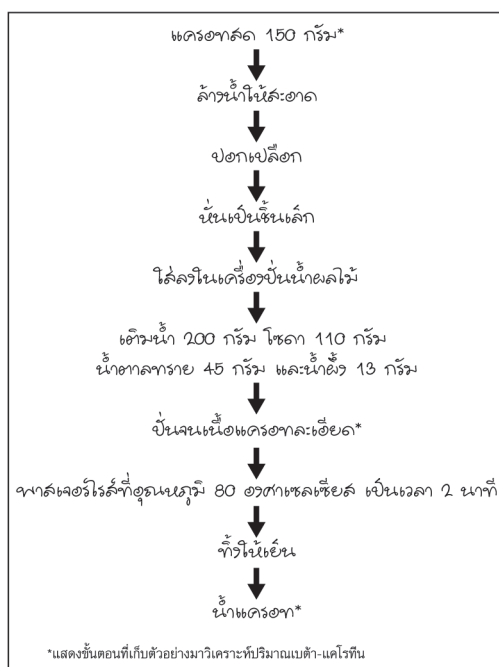 แครอทสด 150 กรัม*
ล้างน้ำให้สะอาด
ปอกเปลือก
หั่นเป็นชิ้นเล็ก
ใส่ลงในเครื่องปั่นน้ำผลไม้
เติมน้ำ 200 กรัม โซดา 110 กรัม
น้ำตาลทราย 45 กรัม และน้ำผึ้ง 13 กรัม
ปั่นจนเนื้อแครอทละเอียด*
พาสเจอร์ไรส์ที่อุณหภูมิ 80 องศาเซลเซียส เป็นเวลา 2 นาที
ทิ้งให้เย็น
น้ำแครอท*
*แสดงขั้นตอนที่เก็บตัวอย่างมาวิเคราะห์ปริมาณเบต้า-แคโรทีน